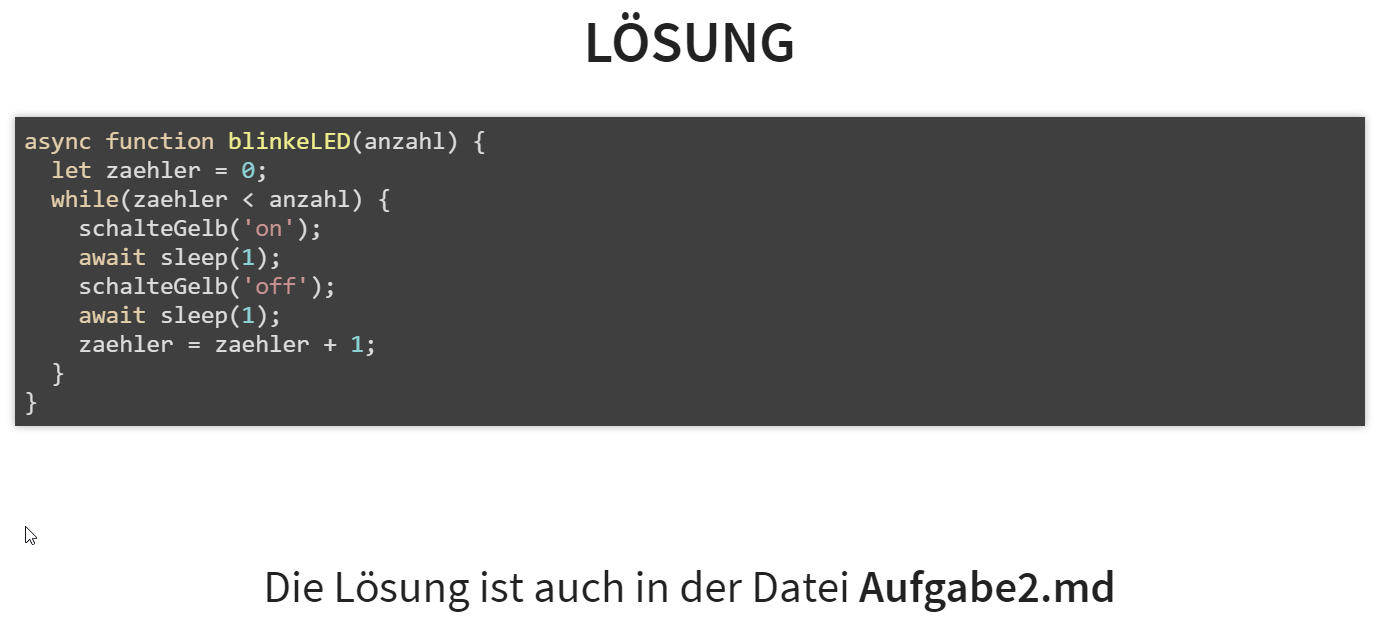 LÖSUNG
async function blinkeLED(anzahl) {
  let zaehler = 0;
  while(zaehler < anzahl) {
    schalteGelb('on');
    await sleep(1);
    schalteGelb('off');
    await sleep(1);
    zaehler = zaehler + 1;
  }
}
Die Lösung ist auch in der Datei Aufgabe2.md